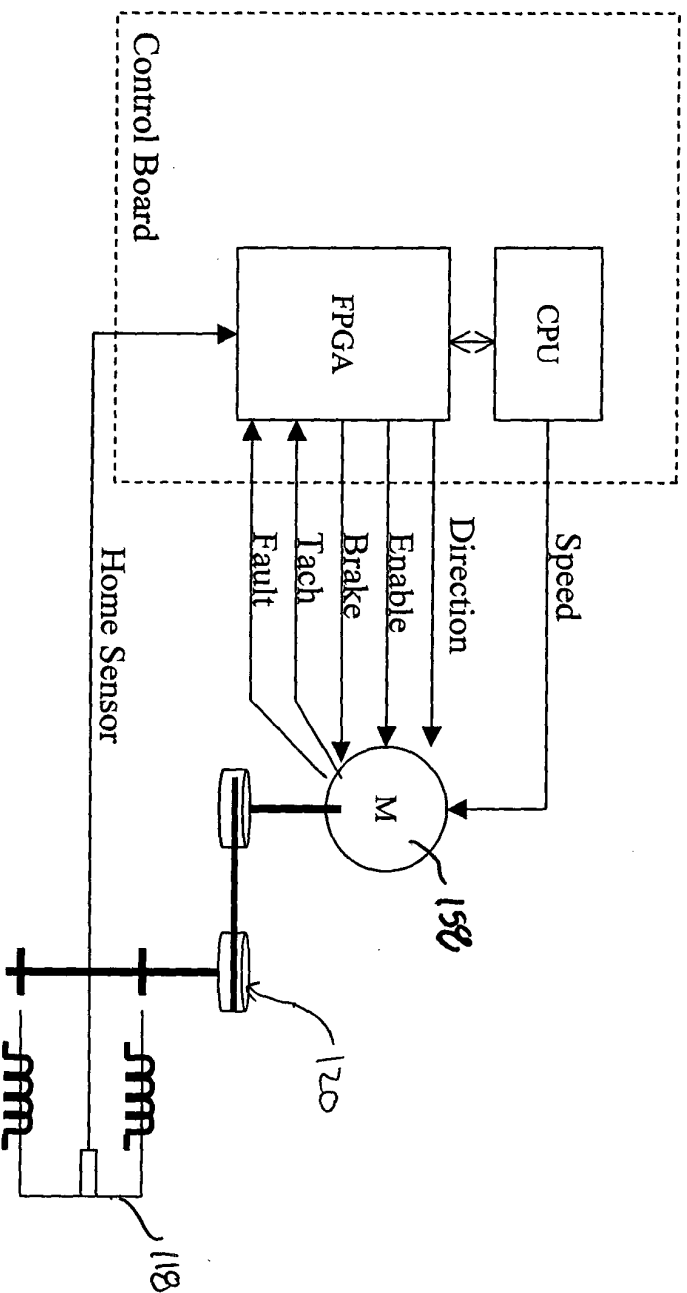 Control Board
CPU
FPGA
Speed
Direction
Enable
Brake
Tach
Fault
Home Sensor
M
158
120
118